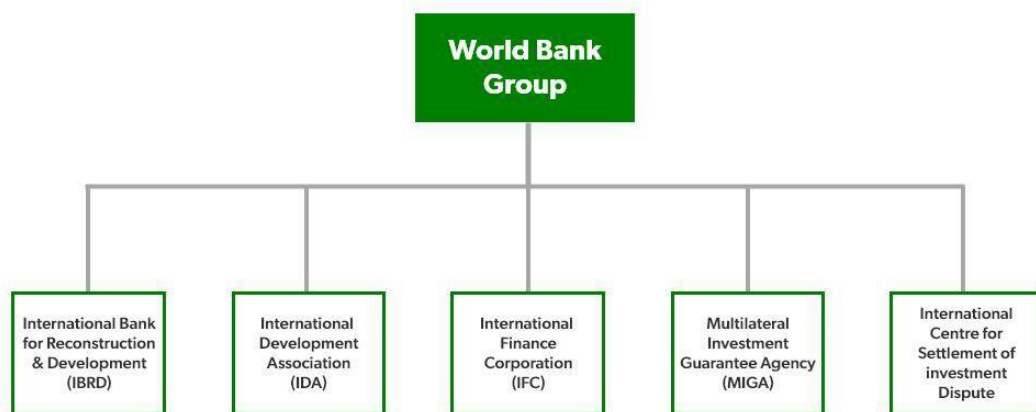 World Bank
Group
International Bank
for Reconstruction
& Development
(IBRD)
International
Development
Association
(IDA)
International
Finance
Corporation
(IFC)
Multilateral
Investment
Guarantee Agency
(MIGA)
International
Centre for
Settlement of
investment
Dispute